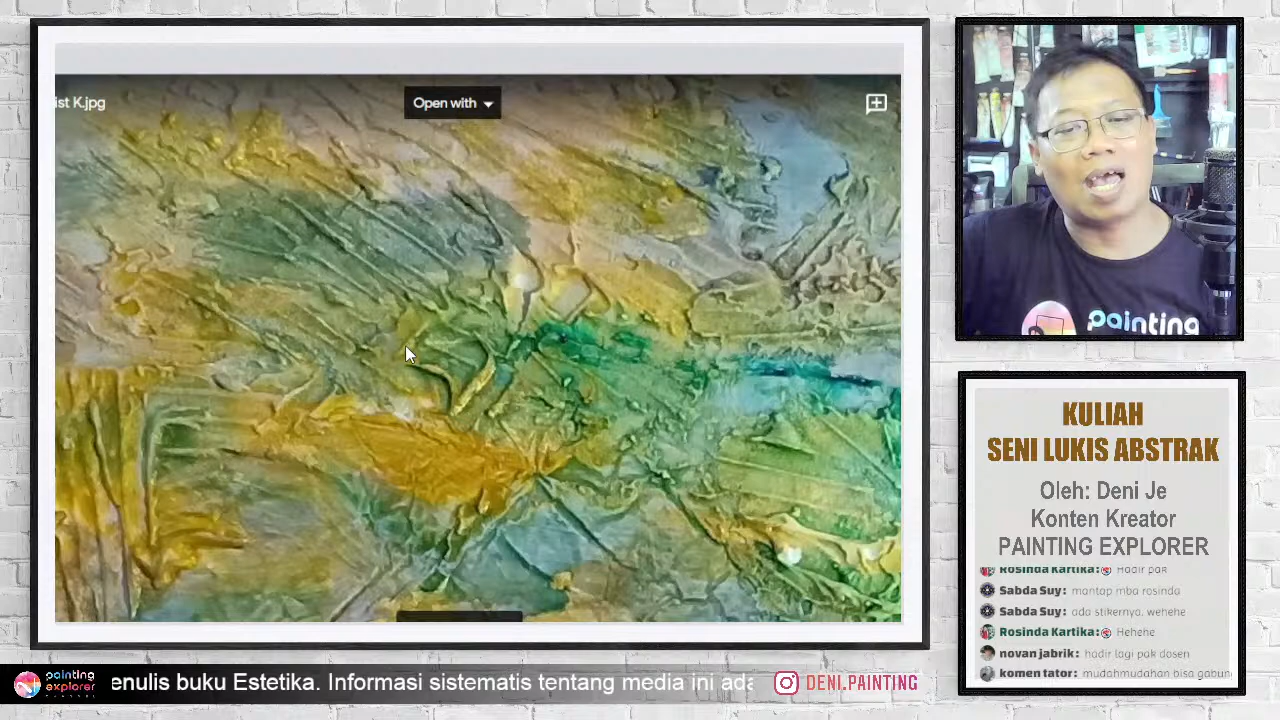 ist K.jpg
Open with
painting
KULIAH
SENI LUKIS ABSTRAK
Oleh: Deni Je
Konten Kreator
PAINTING EXPLORER
Rosinda Kartika: Hadir pak
Sabda Suy: mantap mba rosinda
Sabda Suy: ada stikernya. wehehe
Rosinda Kartika: Hehehe
novan jabrik: hadir lagi pak dosen
komen tator: mudahmudahan bisa gabun
painting
explorer
CHANNEL
enulis buku Estetika. Informasi sistematis tentang media ini ada
DENI.PAINTING